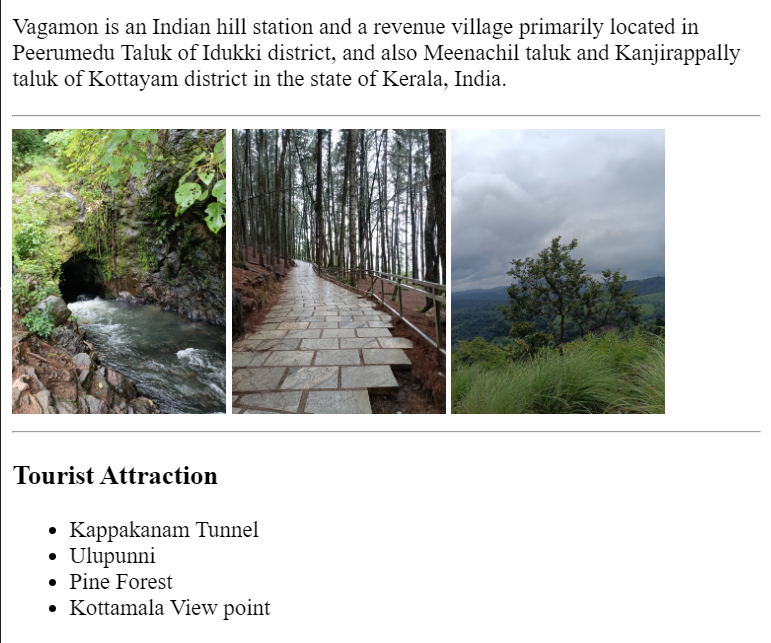 Vagamon is an Indian hill station and a revenue village primarily located in
Peerumedu Taluk of Idukki district, and also Meenachil taluk and Kanjirappally
taluk of Kottayam district in the state of Kerala, India.
Tourist Attraction
Kappakanam Tunnel
Ulupunni
Pine Forest
Kottamala View point